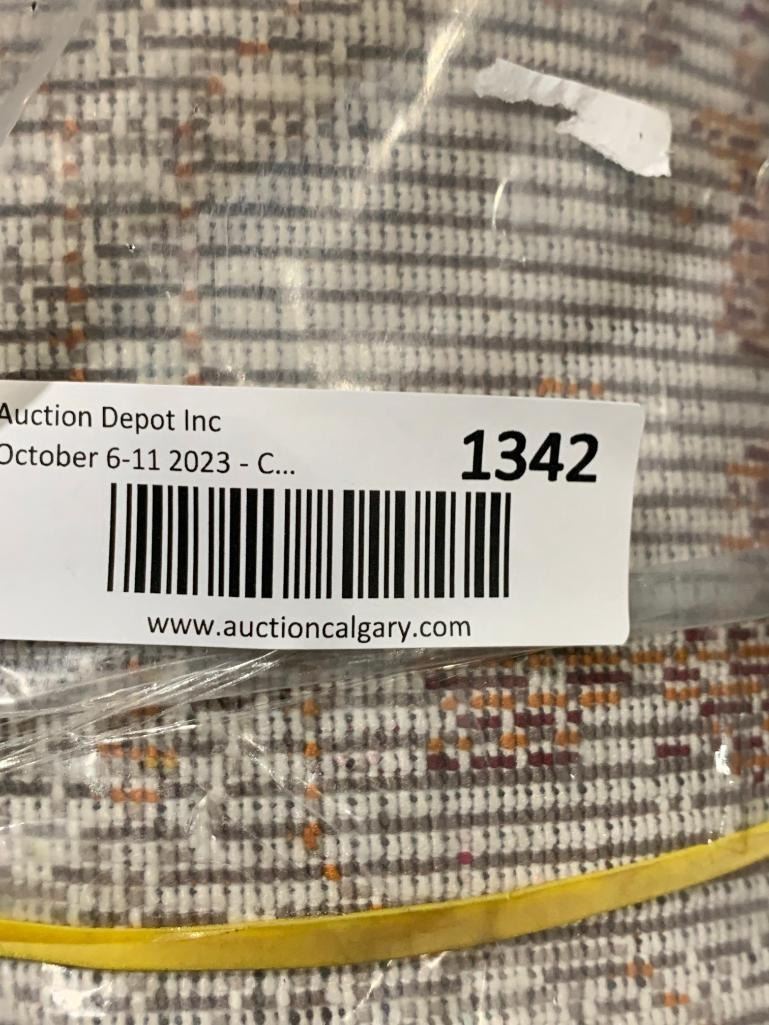 Auction Depot Inc
October 6-11 2023 - C...
1342
www.auctioncalgary.com